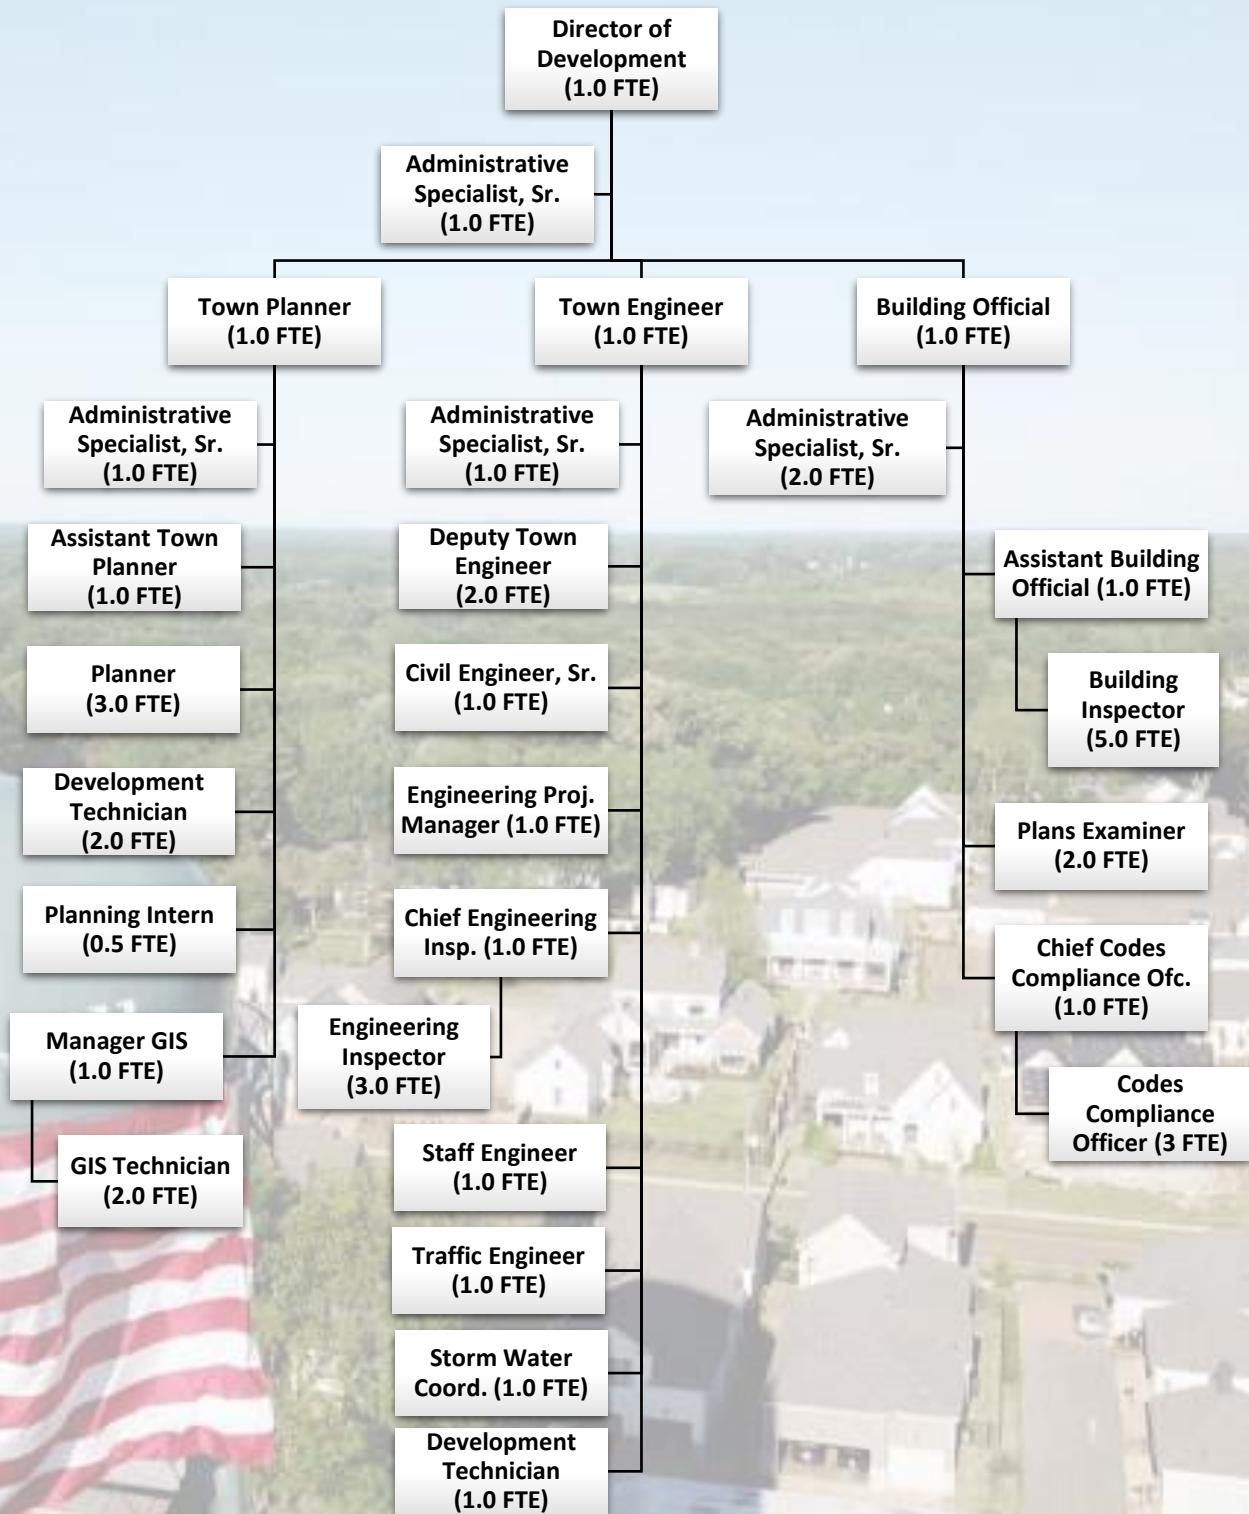 Director of
Development
(1.0 FTE)
Administrative
Specialist, Sr.
(1.0 FTE)
Town Planner
(1.0 FTE)
Administrative
Specialist, Sr.
(1.0 FTE)
Assistant Town
Planner
(1.0 FTE)
Planner
(3.0 FTE)
Development
Technician
(2.0 FTE)
Planning Intern
(0.5 FTE)
Manager GIS
(1.0 FTE)
GIS Technician
(2.0 FTE)
Town Engineer
(1.0 FTE)
Administrative
Specialist, Sr.
(1.0 FTE)
Deputy Town
Engineer
(2.0 FTE)
Civil Engineer, Sr.
(1.0 FTE)
Engineering Proj.
Manager (1.0 FTE)
Chief Engineering
Insp. (1.0 FTE)
Engineering
Inspector
(3.0 FTE)
Staff Engineer
(1.0 FTE)
Traffic Engineer
(1.0 FTE)
Storm Water
Coord. (1.0 FTE)
Development
Technician
(1.0 FTE)
Building Official
(1.0 FTE)
Administrative
Specialist, Sr.
(2.0 FTE)
Assistant Building
Official (1.0 FTE)
Building
Inspector
(5.0 FTE)
Plans Examiner
(2.0 FTE)
Chief Codes
Compliance Ofc.
(1.0 FTE)
Codes
Compliance
Officer (3 FTE)